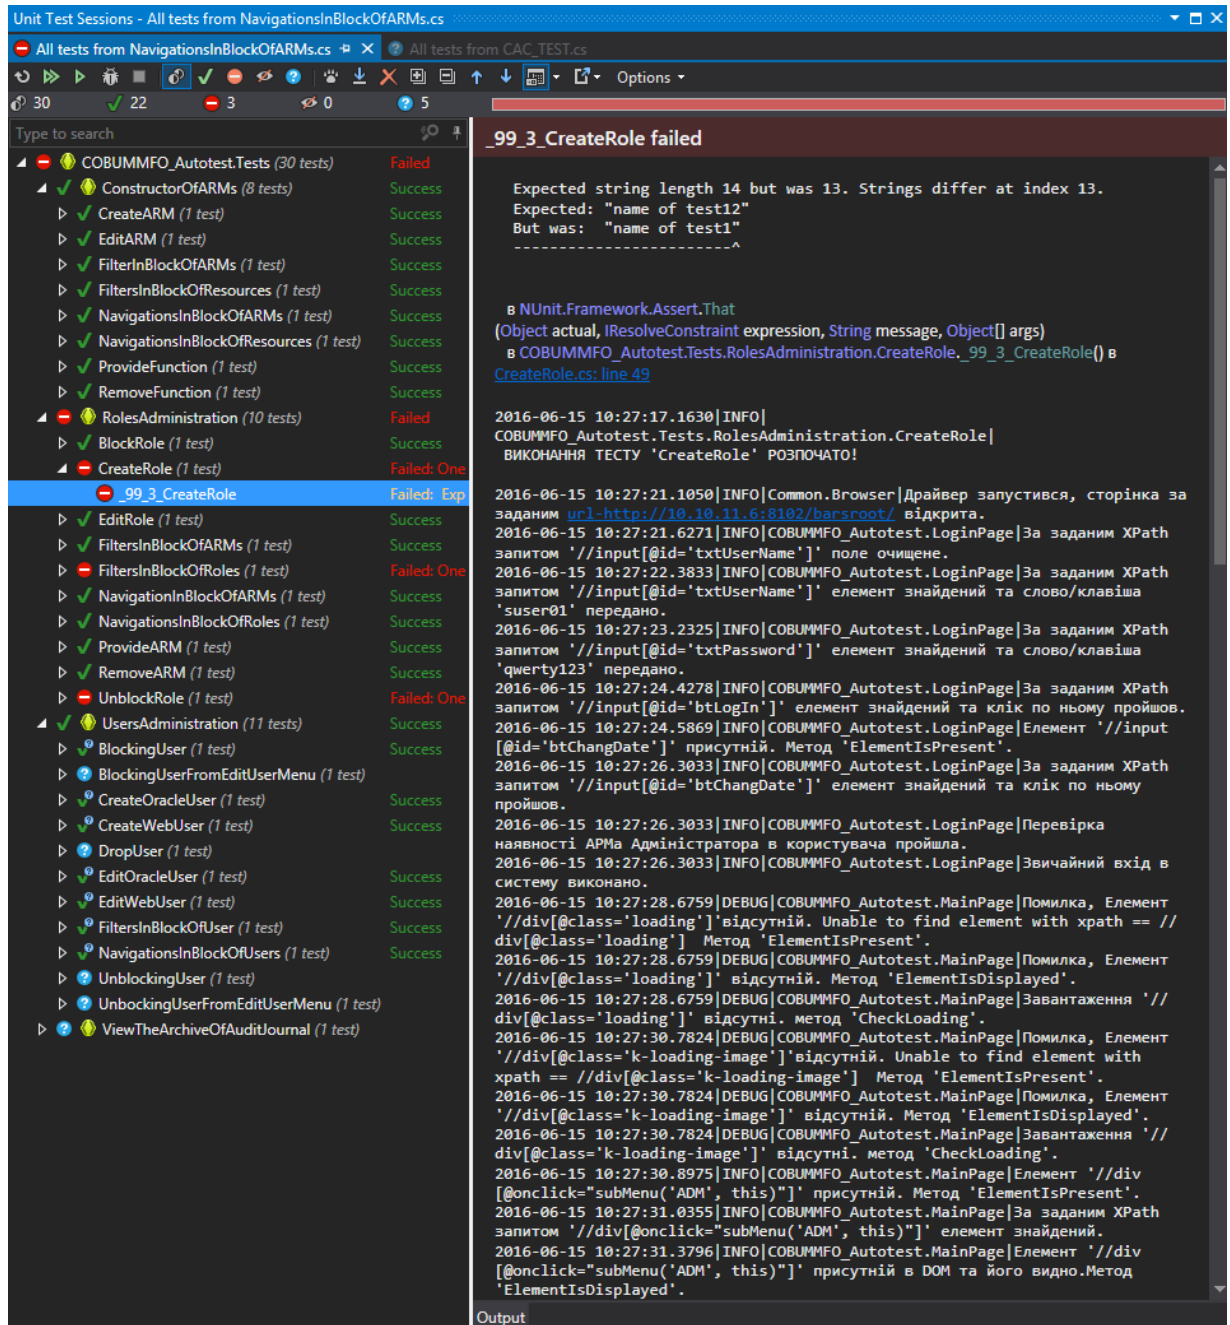 Unit Test Sessions - All tests from NavigationsInBlockOfARMs.cs
All tests from NavigationsInBlockOfARMs.cs
All tests from CAC_TEST.cs
Options
30 22 3 0 5
Type to search
COBUMMFO_Autotest.Tests (30 tests) Failed
ConstructorOfARMs (8 tests) Success
CreateARM (1 test) Success
EditARM (1 test) Success
FilterInBlockOfARMs (1 test) Success
FiltersInBlockOfResources (1 test) Success
NavigationsInBlockOfARMs (1 test) Success
NavigationsInBlockOfResources (1 test) Success
ProvideFunction (1 test) Success
RemoveFunction (1 test) Success
RolesAdministration (10 tests) Failed
BlockRole (1 test) Success
CreateRole (1 test) Failed: One
_99_3_CreateRole Failed: Exp
EditRole (1 test) Success
FiltersInBlockOfARMs (1 test) Success
FiltersInBlockOfRoles (1 test) Failed: One
NavigationInBlockOfARMs (1 test) Success
NavigationsInBlockOfRoles (1 test) Success
ProvideARM (1 test) Success
RemoveARM (1 test) Success
UnblockRole (1 test) Failed: One
UsersAdministration (11 tests) Success
BlockingUser (1 test) Success
BlockingUserFromEditUserMenu (1 test)
CreateOracleUser (1 test) Success
CreateWebUser (1 test) Success
DropUser (1 test)
EditOracleUser (1 test) Success
EditWebUser (1 test) Success
FiltersInBlockOfUser (1 test) Success
NavigationsInBlockOfUsers (1 test) Success
UnblockingUser (1 test)
UnbockingUserFromEditUserMenu (1 test)
ViewTheArchiveOfAuditJournal (1 test)
_99_3_CreateRole failed
Expected string length 14 but was 13. Strings differ at index 13.
Expected: "name of test12"
But was:  "name of test1"
------------------------^
в NUnit.Framework.Assert.That
(Object actual, IResolveConstraint expression, String message, Object[] args)
в COBUMMFO_Autotest.Tests.RolesAdministration.CreateRole._99_3_CreateRole() в
CreateRole.cs: line 49
2016-06-15 10:27:17.1630|INFO|
COBUMMFO_Autotest.Tests.RolesAdministration.CreateRole|
ВИКОНАННЯ ТЕСТУ 'CreateRole' РОЗПОЧАТО!
2016-06-15 10:27:21.1050|INFO|Common.Browser|Драйвер запустився, сторінка за
заданим url-http://10.10.11.6:8102/barsroot/ відкрита.
2016-06-15 10:27:21.6271|INFO|COBUMMFO_Autotest.LoginPage|За заданим XPath
запитом '//input[@id='txtUserName']' поле очищене.
2016-06-15 10:27:22.3833|INFO|COBUMMFO_Autotest.LoginPage|За заданим XPath
запитом '//input[@id='txtUserName']' елемент знайдений та слово/клавіша
'suser01' передано.
2016-06-15 10:27:23.2325|INFO|COBUMMFO_Autotest.LoginPage|За заданим XPath
запитом '//input[@id='txtPassword']' елемент знайдений та слово/клавіша
'qwerty123' передано.
2016-06-15 10:27:24.4278|INFO|COBUMMFO_Autotest.LoginPage|За заданим XPath
запитом '//input[@id='btLogIn']' елемент знайдений та клік по ньому пройшов.
2016-06-15 10:27:24.5869|INFO|COBUMMFO_Autotest.LoginPage|Елемент '//input
[@id='btChangDate']' присутній. Метод 'ElementIsPresent'.
2016-06-15 10:27:26.3033|INFO|COBUMMFO_Autotest.LoginPage|За заданим XPath
запитом '//input[@id='btChangDate']' елемент знайдений та клік по ньому
пройшов.
2016-06-15 10:27:26.3033|INFO|COBUMMFO_Autotest.LoginPage|Перевірка
наявності АРМа Адміністратора в користувача пройшла.
2016-06-15 10:27:26.3033|INFO|COBUMMFO_Autotest.LoginPage|Звичайний вхід в
систему виконано.
2016-06-15 10:27:28.6759|DEBUG|COBUMMFO_Autotest.MainPage|Помилка, Елемент
'//div[@class='loading']'відсутній. Unable to find element with xpath == //
div[@class='loading']  Метод 'ElementIsPresent'.
2016-06-15 10:27:28.6759|DEBUG|COBUMMFO_Autotest.MainPage|Помилка, Елемент
'//div[@class='loading']' відсутній. Метод 'ElementIsDisplayed'.
2016-06-15 10:27:28.6759|DEBUG|COBUMMFO_Autotest.MainPage|Завантаження '//
div[@class='loading']' відсутні. метод 'CheckLoading'.
2016-06-15 10:27:30.7824|DEBUG|COBUMMFO_Autotest.MainPage|Помилка, Елемент
'//div[@class='k-loading-image']'відсутній. Unable to find element with
xpath == //div[@class='k-loading-image']  Метод 'ElementIsPresent'.
2016-06-15 10:27:30.7824|DEBUG|COBUMMFO_Autotest.MainPage|Помилка, Елемент
'//div[@class='k-loading-image']' відсутній. Метод 'ElementIsDisplayed'.
2016-06-15 10:27:30.7824|DEBUG|COBUMMFO_Autotest.MainPage|Завантаження '//
div[@class='k-loading-image']' відсутні. метод 'CheckLoading'.
2016-06-15 10:27:30.8975|INFO|COBUMMFO_Autotest.MainPage|Елемент '//div
[@onclick="subMenu('ADM', this)"]' присутній. Метод 'ElementIsPresent'.
2016-06-15 10:27:31.0355|INFO|COBUMMFO_Autotest.MainPage|За заданим XPath
запитом '//div[@onclick="subMenu('ADM', this)"]' елемент знайдений.
2016-06-15 10:27:31.3796|INFO|COBUMMFO_Autotest.MainPage|Елемент '//div
[@onclick="subMenu('ADM', this)"]' присутній в DOM та його видно.Метод
'ElementIsDisplayed'.
Output